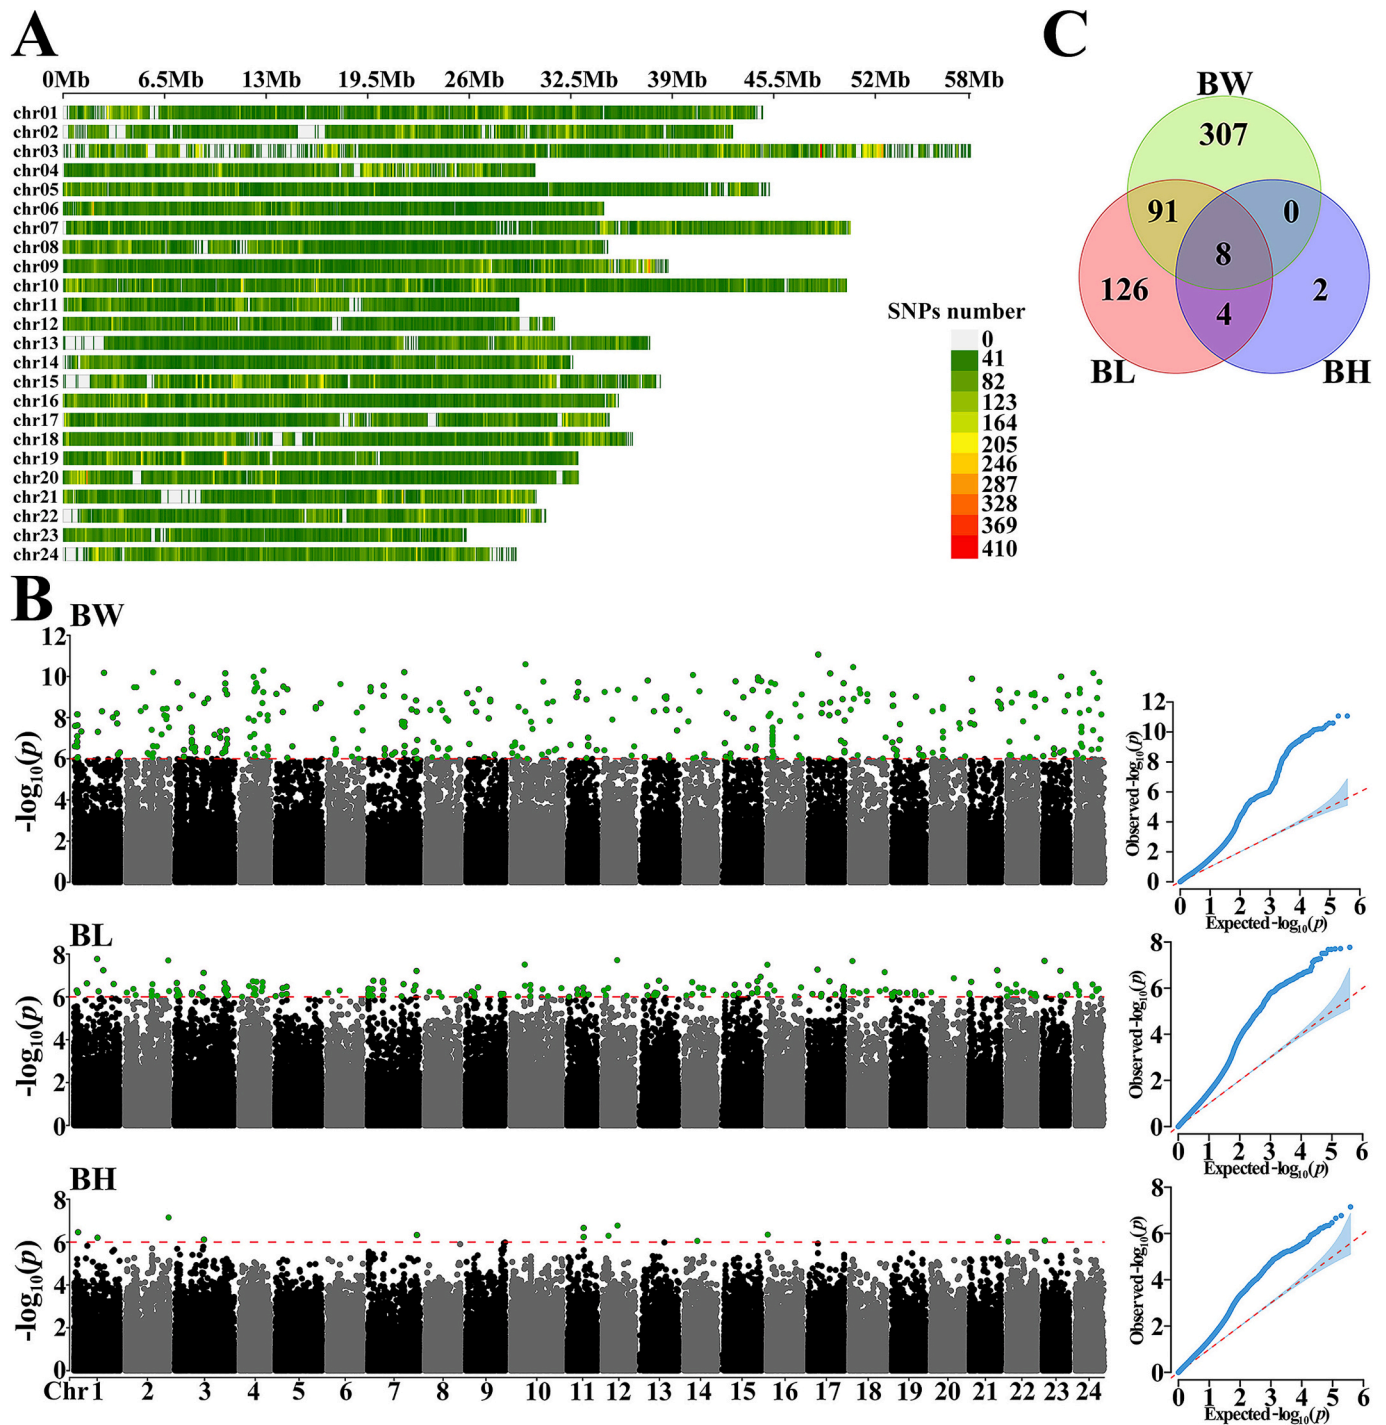 A
0Mb 6.5Mb 13Mb 19.5Mb 26Mb 32.5Mb 39Mb 45.5Mb 52Mb 58Mb
chr01
chr02
chr03
chr04
chr05
chr06
chr07
chr08
chr09
chr10
chr11
chr12
chr13
chr14
chr15
chr16
chr17
chr18
chr19
chr20
chr21
chr22
chr23
chr24
SNPs number
0
41
82
123
164
205
246
287
328
369
410
C
BW
307
91
0
8
126
2
4
BL
BH
B
BW
12
10
8
6
4
2
0
-log10(p)
12
10
8
6
4
2
0
Observed-log10(p)
0 1 2 3 4 5 6
Expected-log10(p)
BL
8
6
4
2
0
-log10(p)
8
6
4
2
0
Observed-log10(p)
0 1 2 3 4 5 6
Expected-log10(p)
BH
8
6
4
2
0
-log10(p)
Chr 1 2 3 4 5 6 7 8 9 10 11 12 13 14 15 16 17 18 19 20 21 22 23 24
8
6
4
2
0
Observed-log10(p)
0 1 2 3 4 5 6
Expected-log10(p)